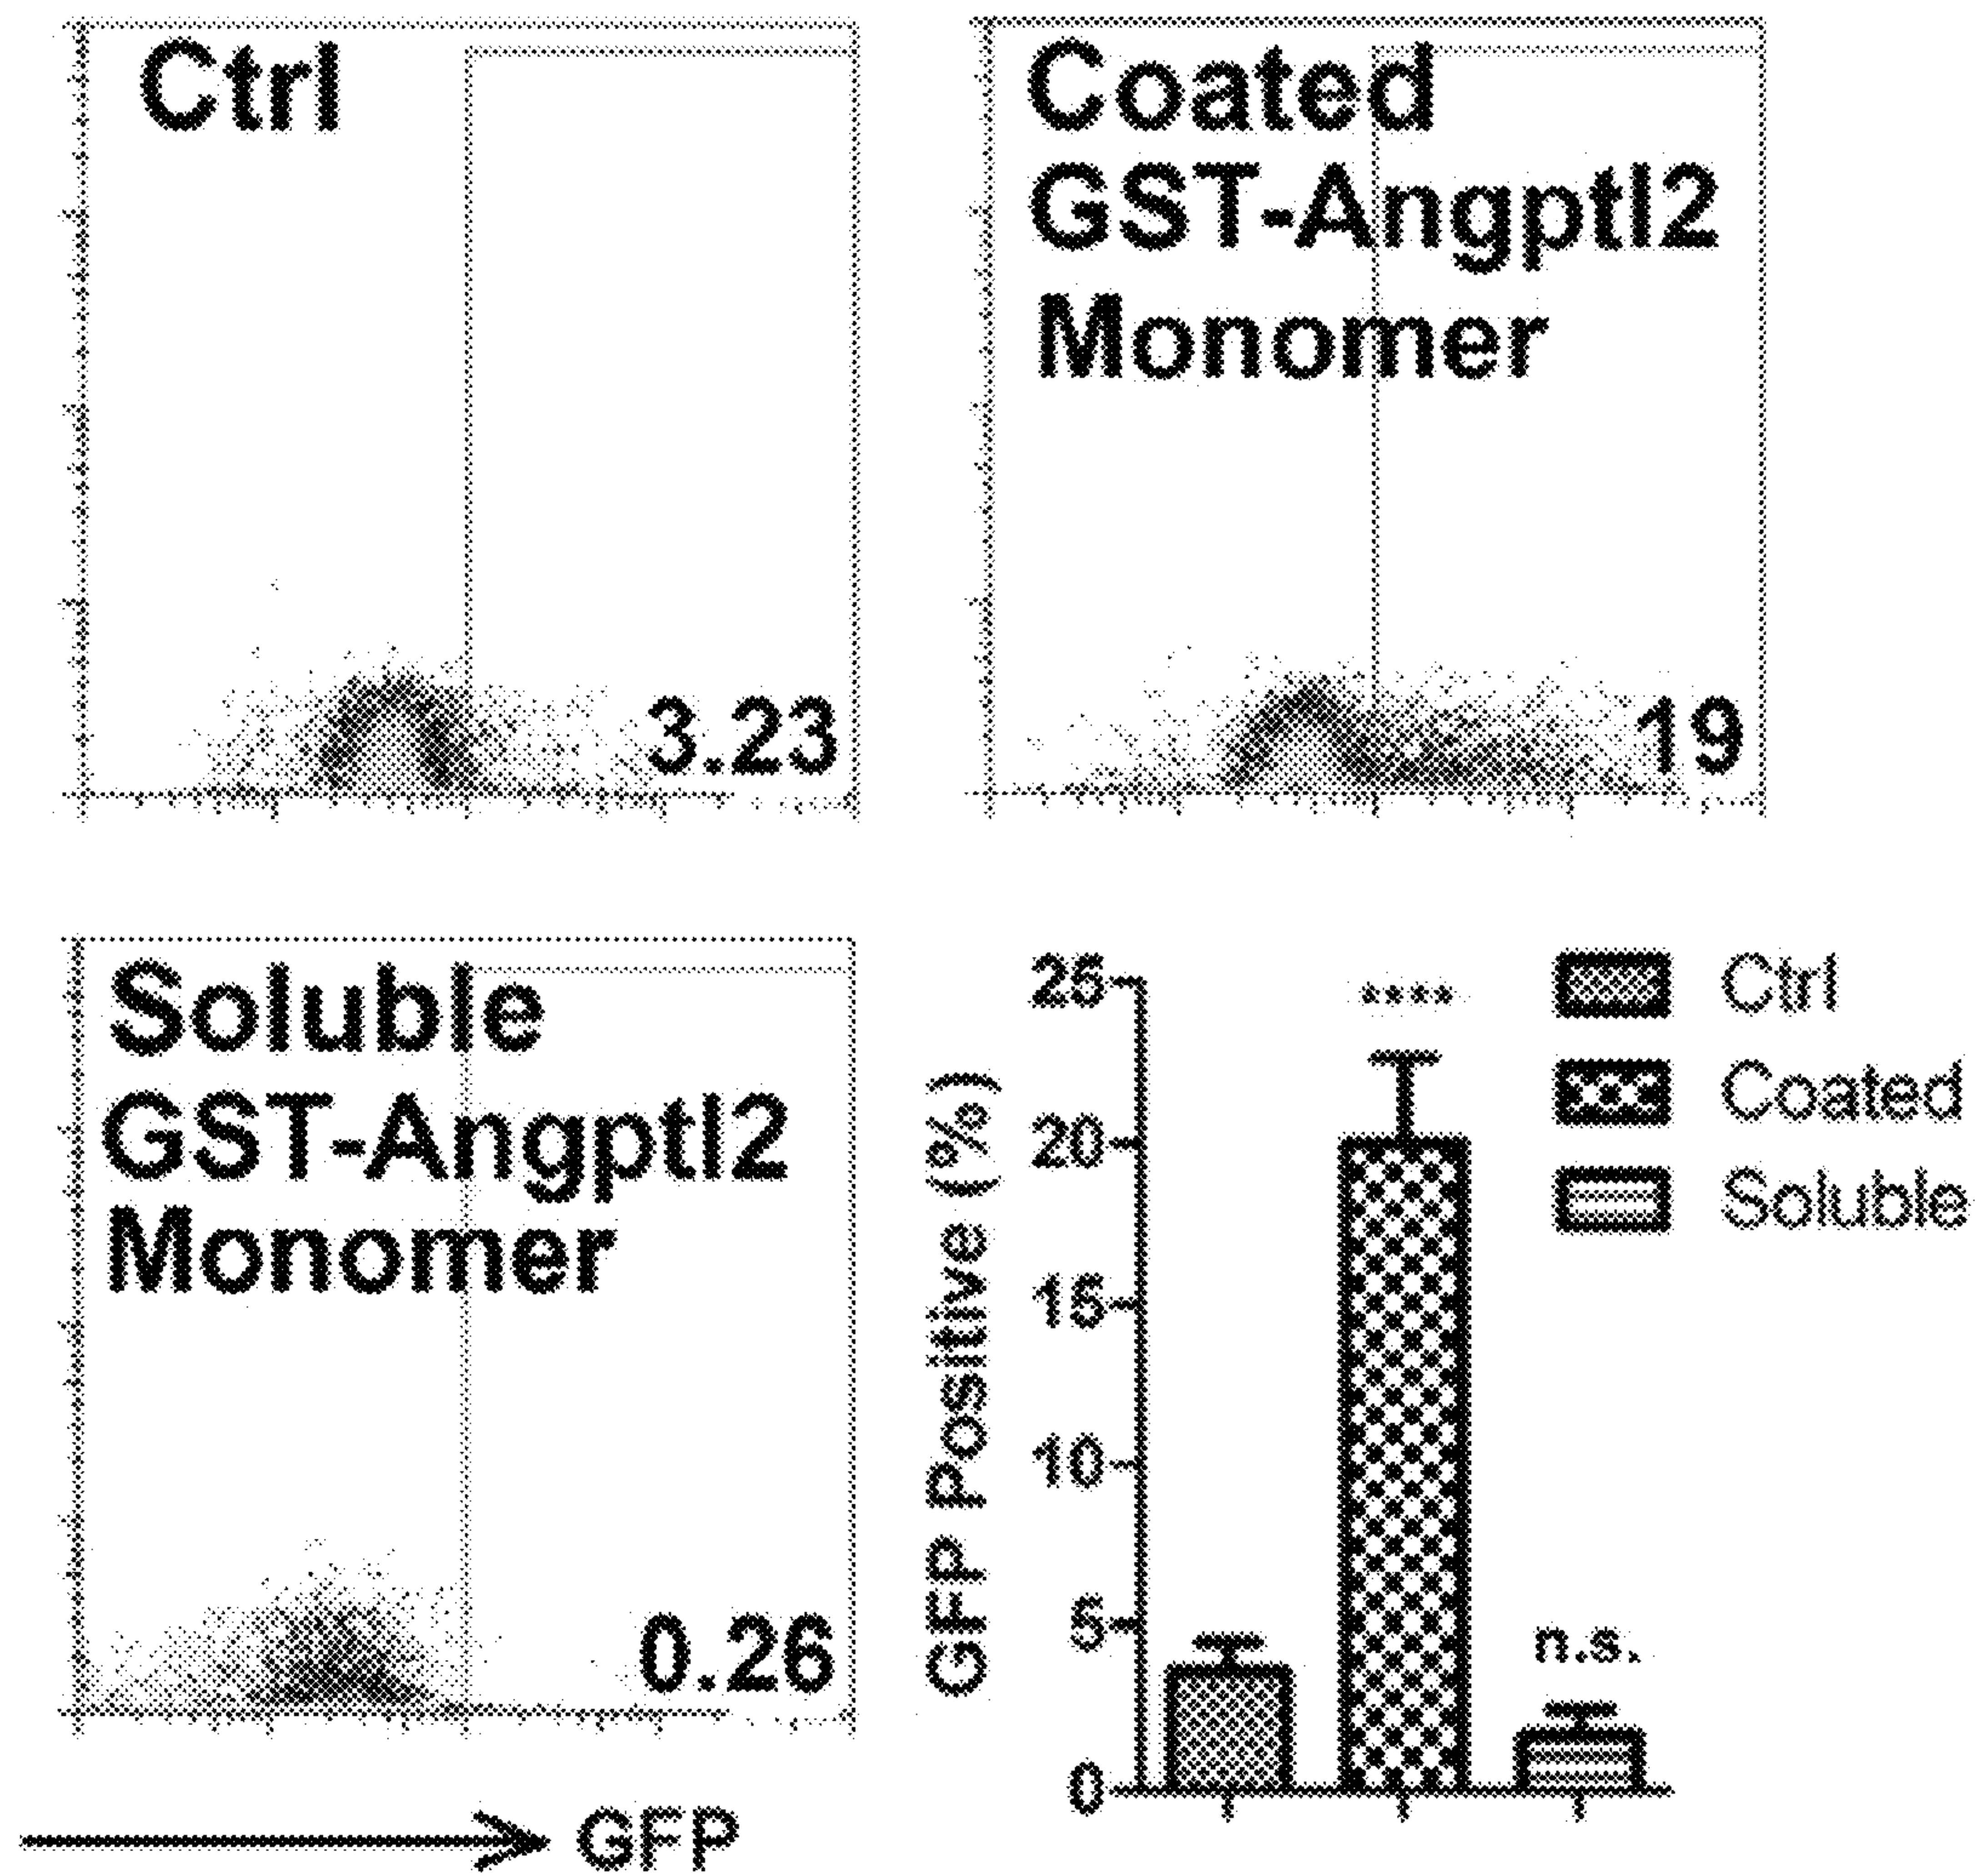 Ctrl
3.23
Coated
GST-Angptl2
Monomer
19
Soluble
GST-Angptl2
Monomer
0.26
GFP
GFP Positive (%)
25
20
15
10
5
0
n.s.
Ctrl
Coated
Soluble